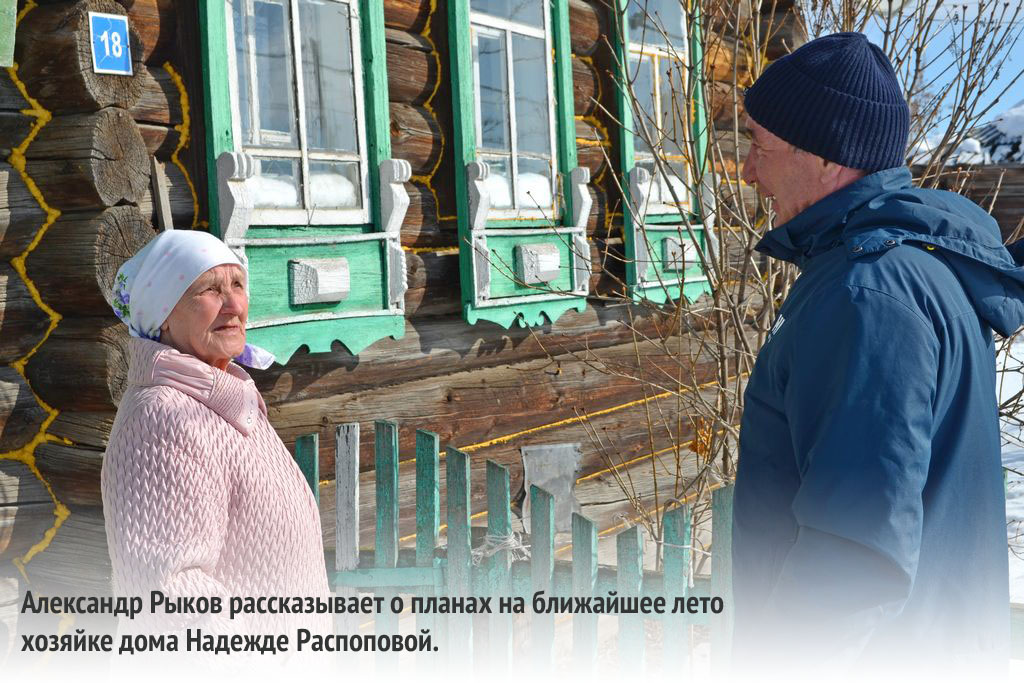 18
Александр Рыков рассказывает о планах на ближайшее лето
хозяйке дома Надежде Распоповой.